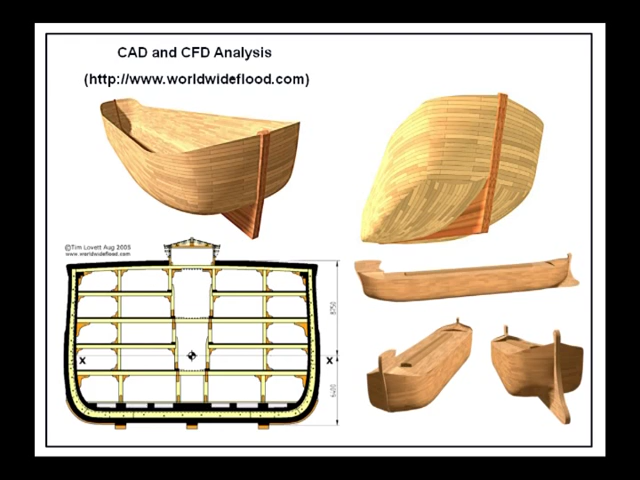 CAD and CFD Analysis
(http://www.worldwideflood.com)
©Tim Lovett Aug 2005
www.worldwideflood.com
X
X